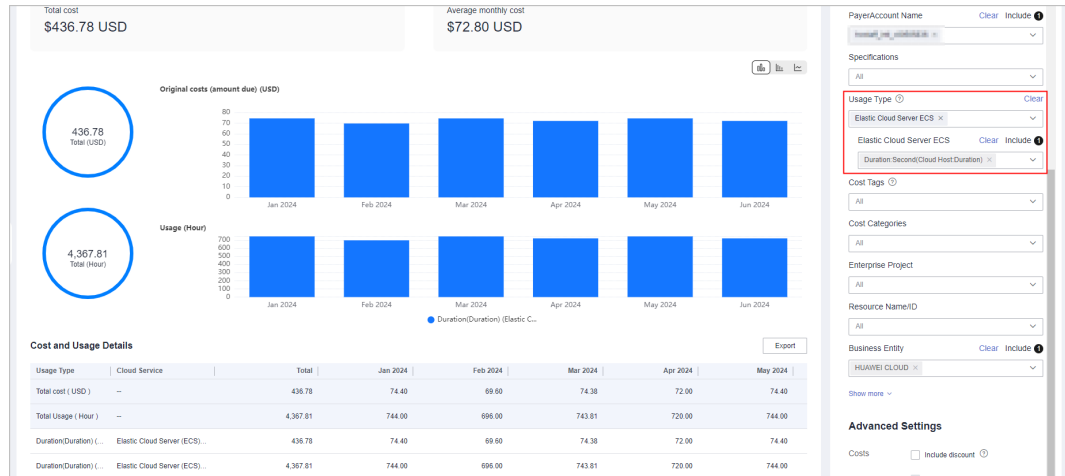 Total cost
$436.78 USD
Average monthly cost
$72.80 USD
Original costs (amount due) (USD)
436.78
Total (USD)
80
70
60
50
40
30
20
10
0
Jan 2024 Feb 2024 Mar 2024 Apr 2024 May 2024 Jun 2024
Usage (Hour)
4,367.81
Total (Hour)
700
600
500
400
300
200
100
0
Jan 2024 Feb 2024 Mar 2024 Apr 2024 May 2024 Jun 2024
Duration(Duration) (Elastic C...
Cost and Usage Details
Export
Usage Type Cloud Service Total Jan 2024 Feb 2024 Mar 2024 Apr 2024 May 2024
Total cost ( USD ) -- 436.78 74.40 69.60 74.38 72.00 74.40
Total Usage ( Hour ) -- 4,367.81 744.00 696.00 743.81 720.00 744.00
Duration(Duration) (... Elastic Cloud Server (ECS)... 436.78 74.40 69.60 74.38 72.00 74.40
Duration(Duration) (... Elastic Cloud Server (ECS)... 4,367.81 744.00 696.00 743.81 720.00 744.00
PayerAccount Name Clear Include 1
Specifications
All
Usage Type ? Clear
Elastic Cloud Server ECS ×
Elastic Cloud Server ECS Clear Include 1
Duration:Second(Cloud Host:Duration) ×
Cost Tags ?
All
Cost Categories
All
Enterprise Project
All
Resource Name/ID
All
Business Entity Clear Include 1
HUAWEI CLOUD ×
Show more
Advanced Settings
Costs Include discount ?